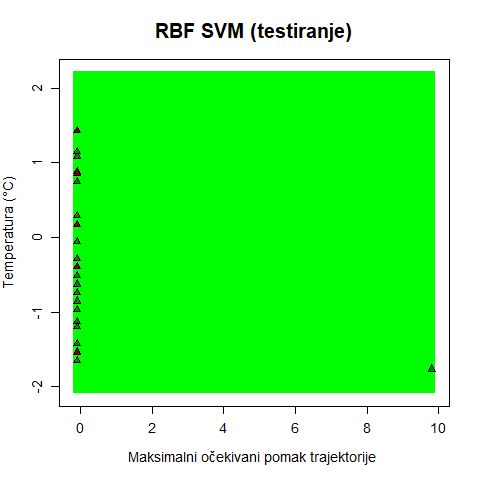 RBF SVM (testiranje)
2
1
0
-1
-2
Temperatura (°C)
0 2 4 6 8 10
Maksimalni očekivani pomak trajektorije